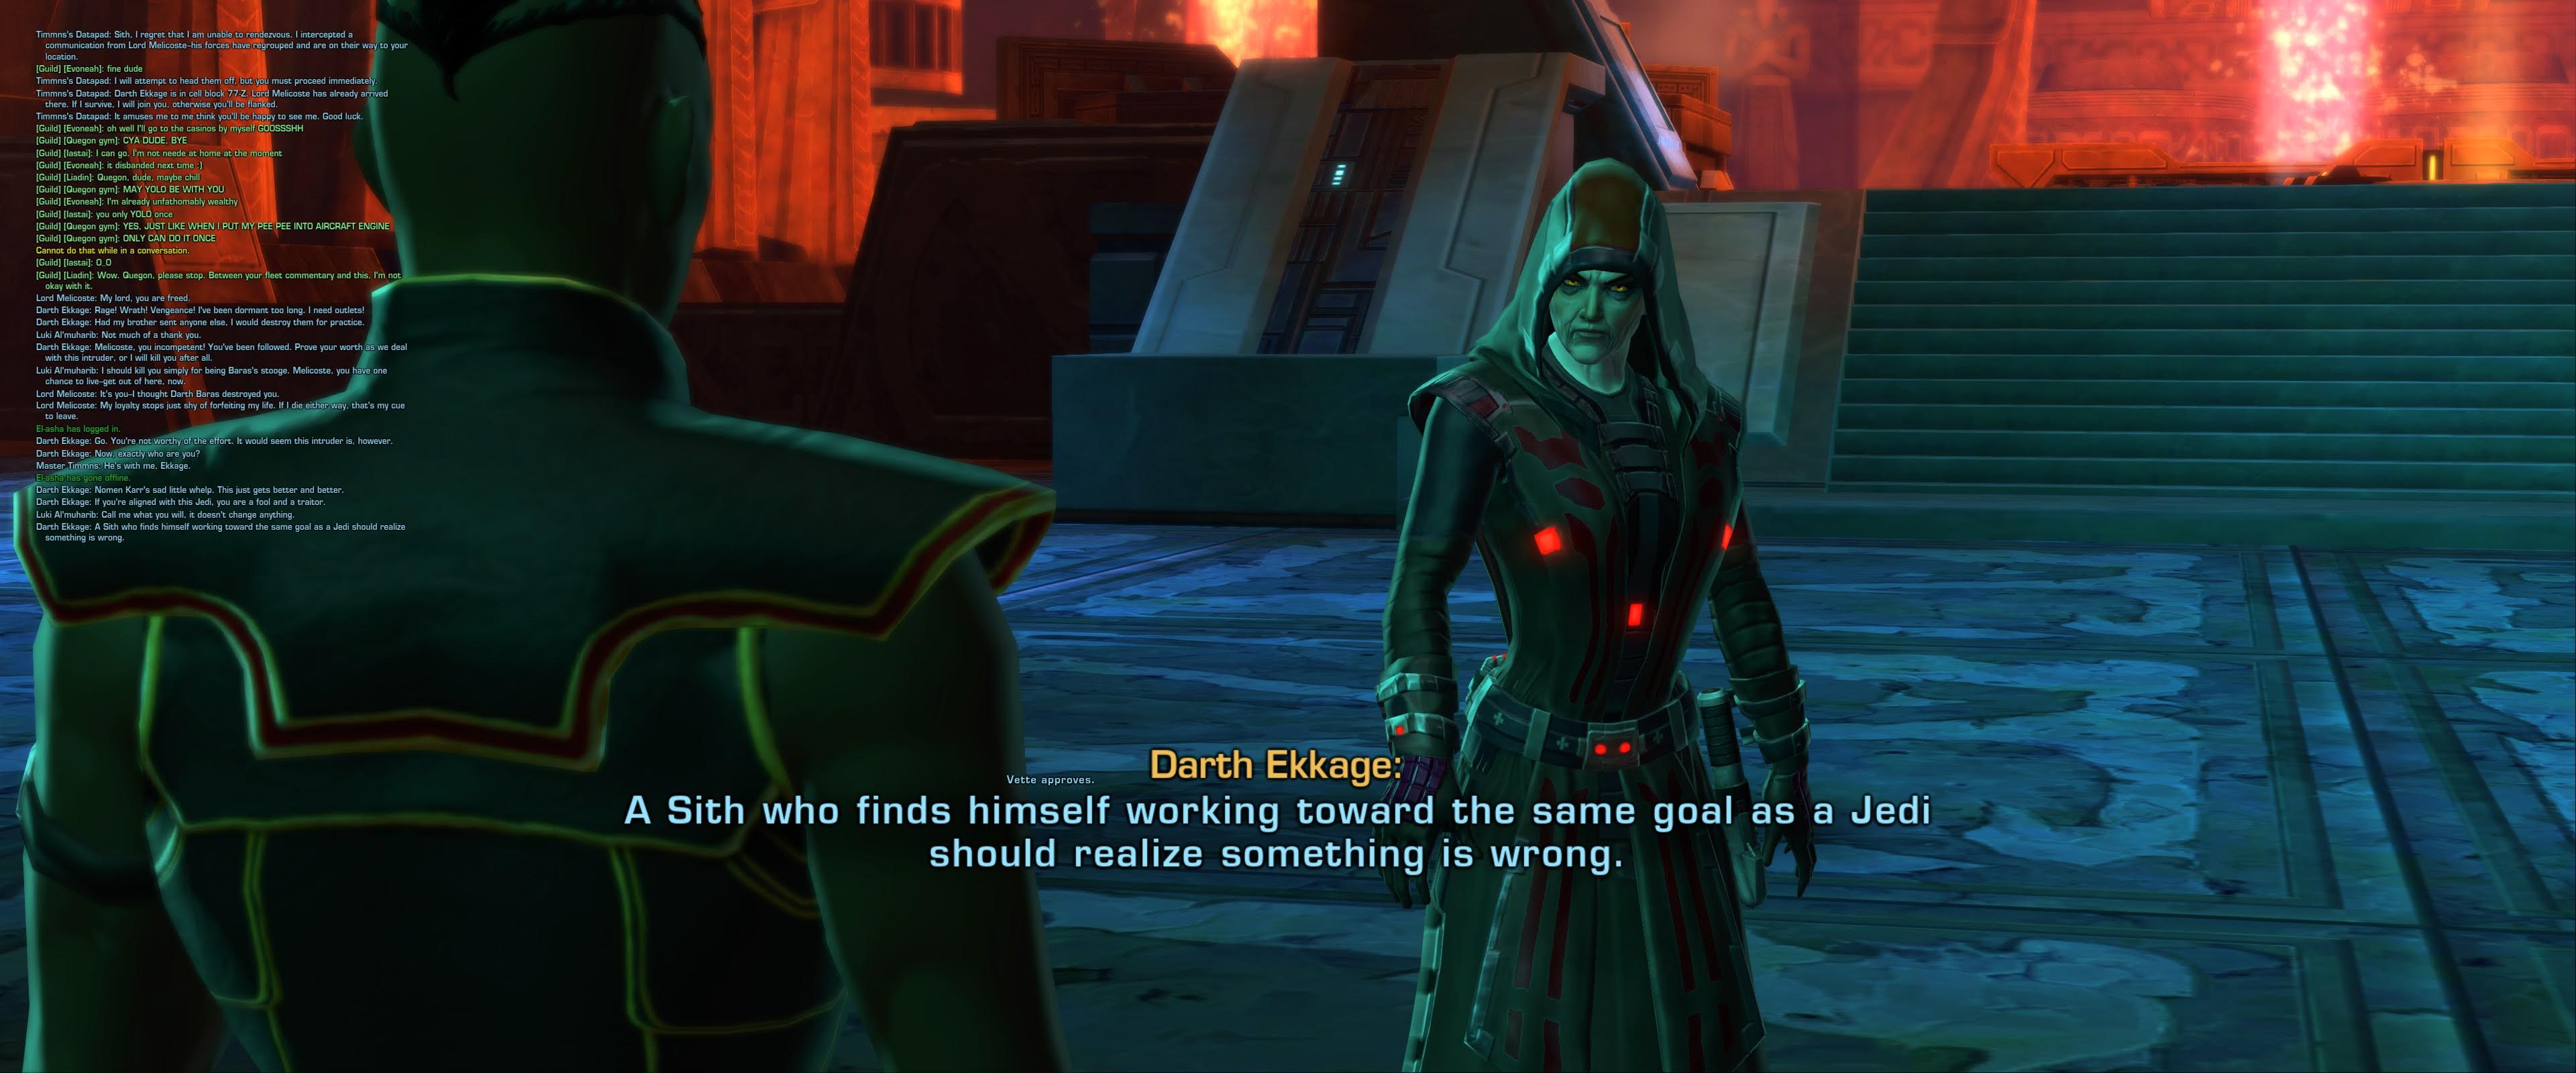 Timmns's Datapad: Sith, I regret that I am unable to rendezvous. I intercepted a
communication from Lord Melicoste–his forces have regrouped and are on their way to your
location.
[Guild] [Evoneah]: fine dude
Timmns's Datapad: I will attempt to head them off, but you must proceed immediately.
Timmns's Datapad: Darth Ekkage is in cell block 77-Z. Lord Melicoste has already arrived
there. If I survive, I will join you, otherwise you'll be flanked.
Timmns's Datapad: It amuses me to me think you'll be happy to see me. Good luck.
[Guild] [Evoneah]: oh well I'll go to the casinos by myself GOOSSSHH
[Guild] [Quegon gym]: CYA DUDE. BYE
[Guild] [Iastai]: I can go. I'm not neede at home at the moment
[Guild] [Evoneah]: it disbanded next time :)
[Guild] [Liadin]: Quegon, dude, maybe chill
[Guild] [Quegon gym]: MAY YOLO BE WITH YOU
[Guild] [Evoneah]: I'm already unfathomably wealthy
[Guild] [Iastai]: you only YOLO once
[Guild] [Quegon gym]: YES, JUST LIKE WHEN I PUT MY PEE PEE INTO AIRCRAFT ENGINE
[Guild] [Quegon gym]: ONLY CAN DO IT ONCE
Cannot do that while in a conversation.
[Guild] [Iastai]: O_O
[Guild] [Liadin]: Wow. Quegon, please stop. Between your fleet commentary and this, I'm not
okay with it.
Lord Melicoste: My lord, you are freed.
Darth Ekkage: Rage! Wrath! Vengeance! I've been dormant too long. I need outlets!
Darth Ekkage: Had my brother sent anyone else, I would destroy them for practice.
Luki Al'muharib: Not much of a thank you.
Darth Ekkage: Melicoste, you incompetent! You've been followed. Prove your worth as we deal
with this intruder, or I will kill you after all.
Luki Al'muharib: I should kill you simply for being Baras's stooge. Melicoste, you have one
chance to live–get out of here, now.
Lord Melicoste: It's you–I thought Darth Baras destroyed you.
Lord Melicoste: My loyalty stops just shy of forfeiting my life. If I die either way, that's my cue
to leave.
El-asha has logged in.
Darth Ekkage: Go. You're not worthy of the effort. It would seem this intruder is, however.
Darth Ekkage: Now, exactly who are you?
Master Timmns: He's with me, Ekkage.
El-asha has gone offline.
Darth Ekkage: Nomen Karr's sad little whelp. This just gets better and better.
Darth Ekkage: If you're aligned with this Jedi, you are a fool and a traitor.
Luki Al'muharib: Call me what you will, it doesn't change anything.
Darth Ekkage: A Sith who finds himself working toward the same goal as a Jedi should realize
something is wrong.
Darth Ekkage:
Vette approves.
A Sith who finds himself working toward the same goal as a Jedi
should realize something is wrong.